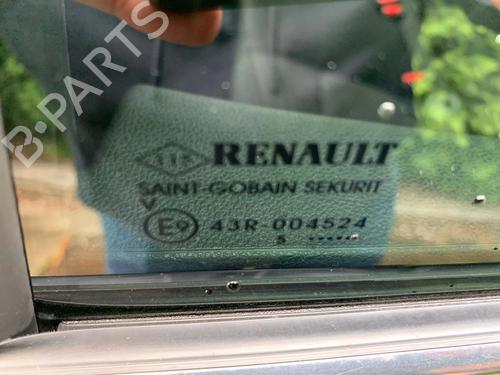 B-PARTS
RENAULT
SAINT-GOBAIN SEKURIT
V
E9 43R-004524
S ••••••